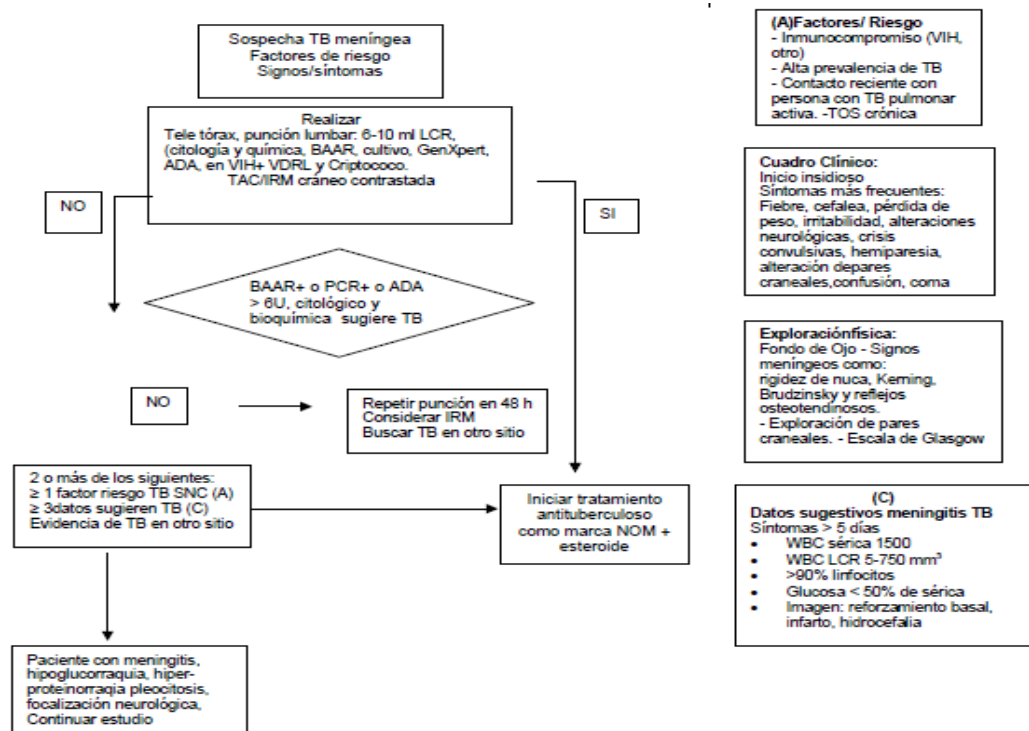 Sospecha TB meníngea
Factores de riesgo
Signos/síntomas
Realizar
Tele tórax, punción lumbar: 6-10 ml LCR,
(citología y química, BAAR, cultivo, GenXpert,
ADA, en VIH+ VDRL y Criptococo.
TAC/IRM cráneo contrastada
NO
SI
BAAR+ o PCR+ o ADA
> 6U, citológico y
bioquímica sugiere TB
NO
Repetir punción en 48 h
Considerar IRM
Buscar TB en otro sitio
2 o más de los siguientes:
≥ 1 factor riesgo TB SNC (A)
≥ 3datos sugieren TB (C)
Evidencia de TB en otro sitio
Iniciar tratamiento
antituberculoso
como marca NOM +
esteroide
Paciente con meningitis,
hipoglucorraquia, hiper-
proteinorraqia pleocitosis,
focalización neurológica,
Continuar estudio
(A)Factores/ Riesgo
- Inmunocompromiso (VIH,
otro)
- Alta prevalencia de TB
- Contacto reciente con
persona con TB pulmonar
activa. -TOS crónica
Cuadro Clínico:
Inicio insidioso
Síntomas más frecuentes:
Fiebre, cefalea, pérdida de
peso, irritabilidad, alteraciones
neurológicas, crisis
convulsivas, hemiparesia,
alteración depares
craneales,confusión, coma
Exploraciónfísica:
Fondo de Ojo - Signos
meníngeos como:
rigidez de nuca, Kerning,
Brudzinsky y reflejos
osteotendinosos.
- Exploración de pares
craneales. - Escala de Glasgow
(C)
Datos sugestivos meningitis TB
Síntomas > 5 días
• WBC sérica 1500
• WBC LCR 5-750 mm³
• >90% linfocitos
• Glucosa < 50% de sérica
• Imagen: reforzamiento basal,
infarto, hidrocefalia